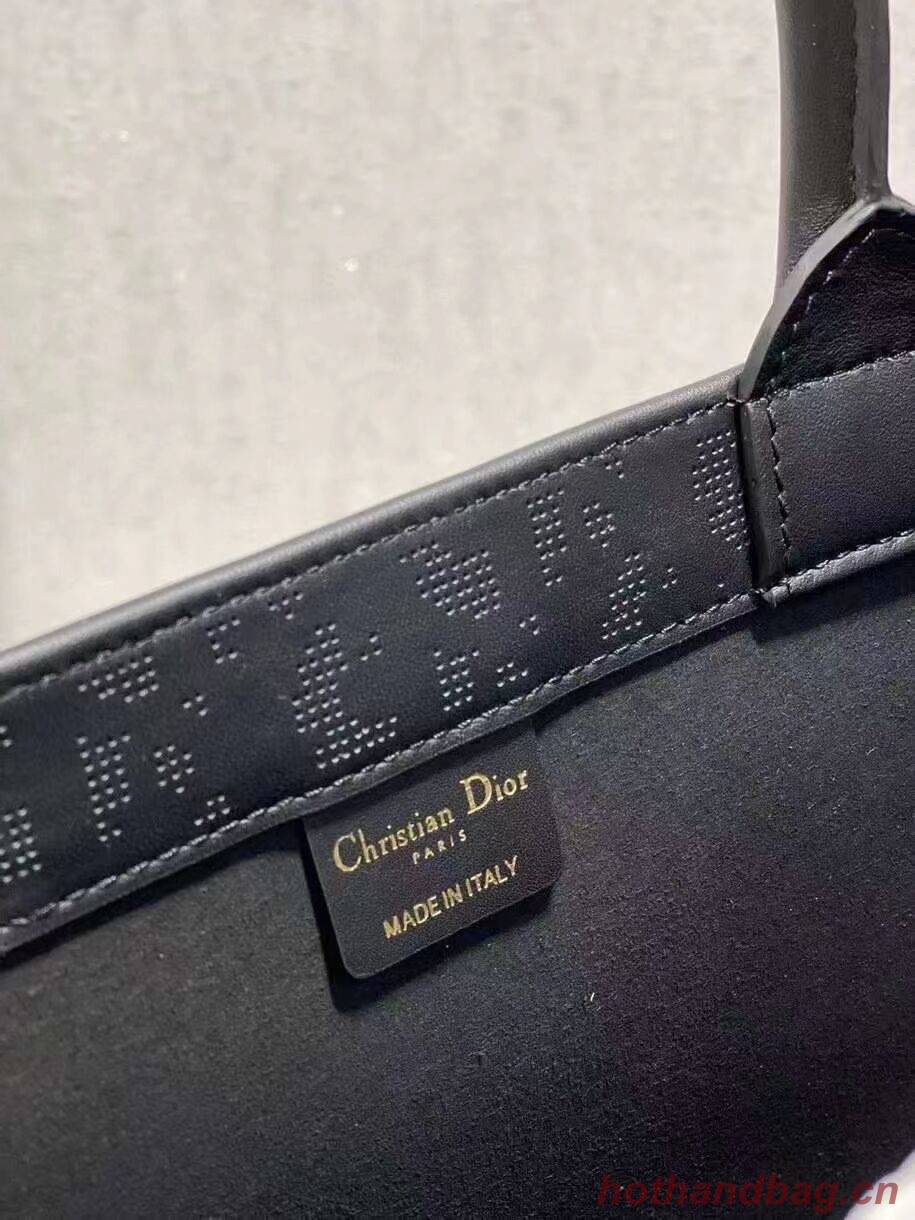 Christian Dior
PARIS
MADE IN ITALY
hothandbag.cn